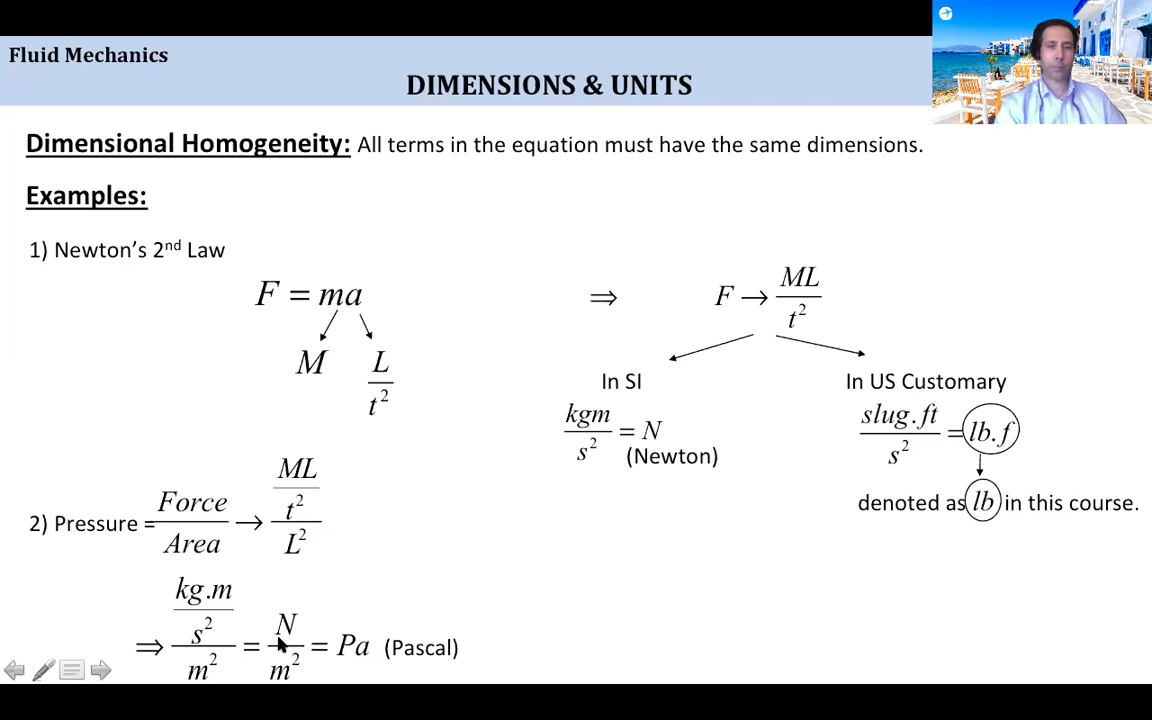 Fluid Mechanics
DIMENSIONS & UNITS
Dimensional Homogeneity: All terms in the equation must have the same dimensions.
Examples:
1) Newton's 2nd Law
F = ma
M L/t²
⇒ F → ML/t²
In SI
kgm/s² = N
(Newton)
In US Customary
slug.ft/s² = lb.f
denoted as lb in this course.
2) Pressure = Force/Area → (ML/t²)/L²
⇒ (kg.m/s²)/m² = N/m² = Pa (Pascal)